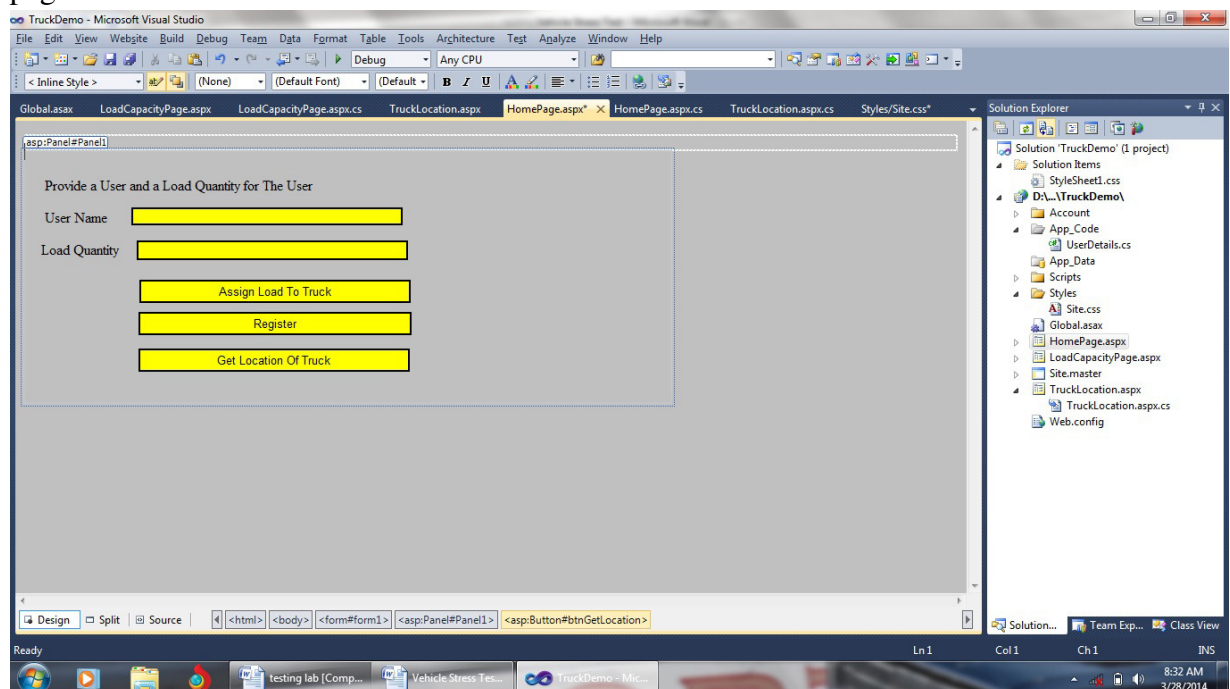 TruckDemo - Microsoft Visual Studio
File Edit View Website Build Debug Team Data Format Table Tools Architecture Test Analyze Window Help
Debug Any CPU
< Inline Style > (None) (Default Font) (Default B I U
Global.asax LoadCapacityPage.aspx LoadCapacityPage.aspx.cs TruckLocation.aspx HomePage.aspx* HomePage.aspx.cs TruckLocation.aspx.cs Styles/Site.css*
asp:Panel#Panel1
Provide a User and a Load Quantity for The User
User Name
Load Quantity
Assign Load To Truck
Register
Get Location Of Truck
Design Split Source <html> <body> <form#form1> <asp:Panel#Panel1> <asp:Button#btnGetLocation>
Solution Explorer
Solution 'TruckDemo' (1 project)
Solution Items
StyleSheet1.css
D:\...\TruckDemo\
Account
App_Code
UserDetails.cs
App_Data
Scripts
Styles
Site.css
Global.asax
HomePage.aspx
LoadCapacityPage.aspx
Site.master
TruckLocation.aspx
TruckLocation.aspx.cs
Web.config
Solution... Team Exp... Class View
Ready Ln 1 Col 1 Ch 1 INS
testing lab [Comp... Vehicle Stress Tes... TruckDemo - Mic...
8:32 AM
3/28/2014